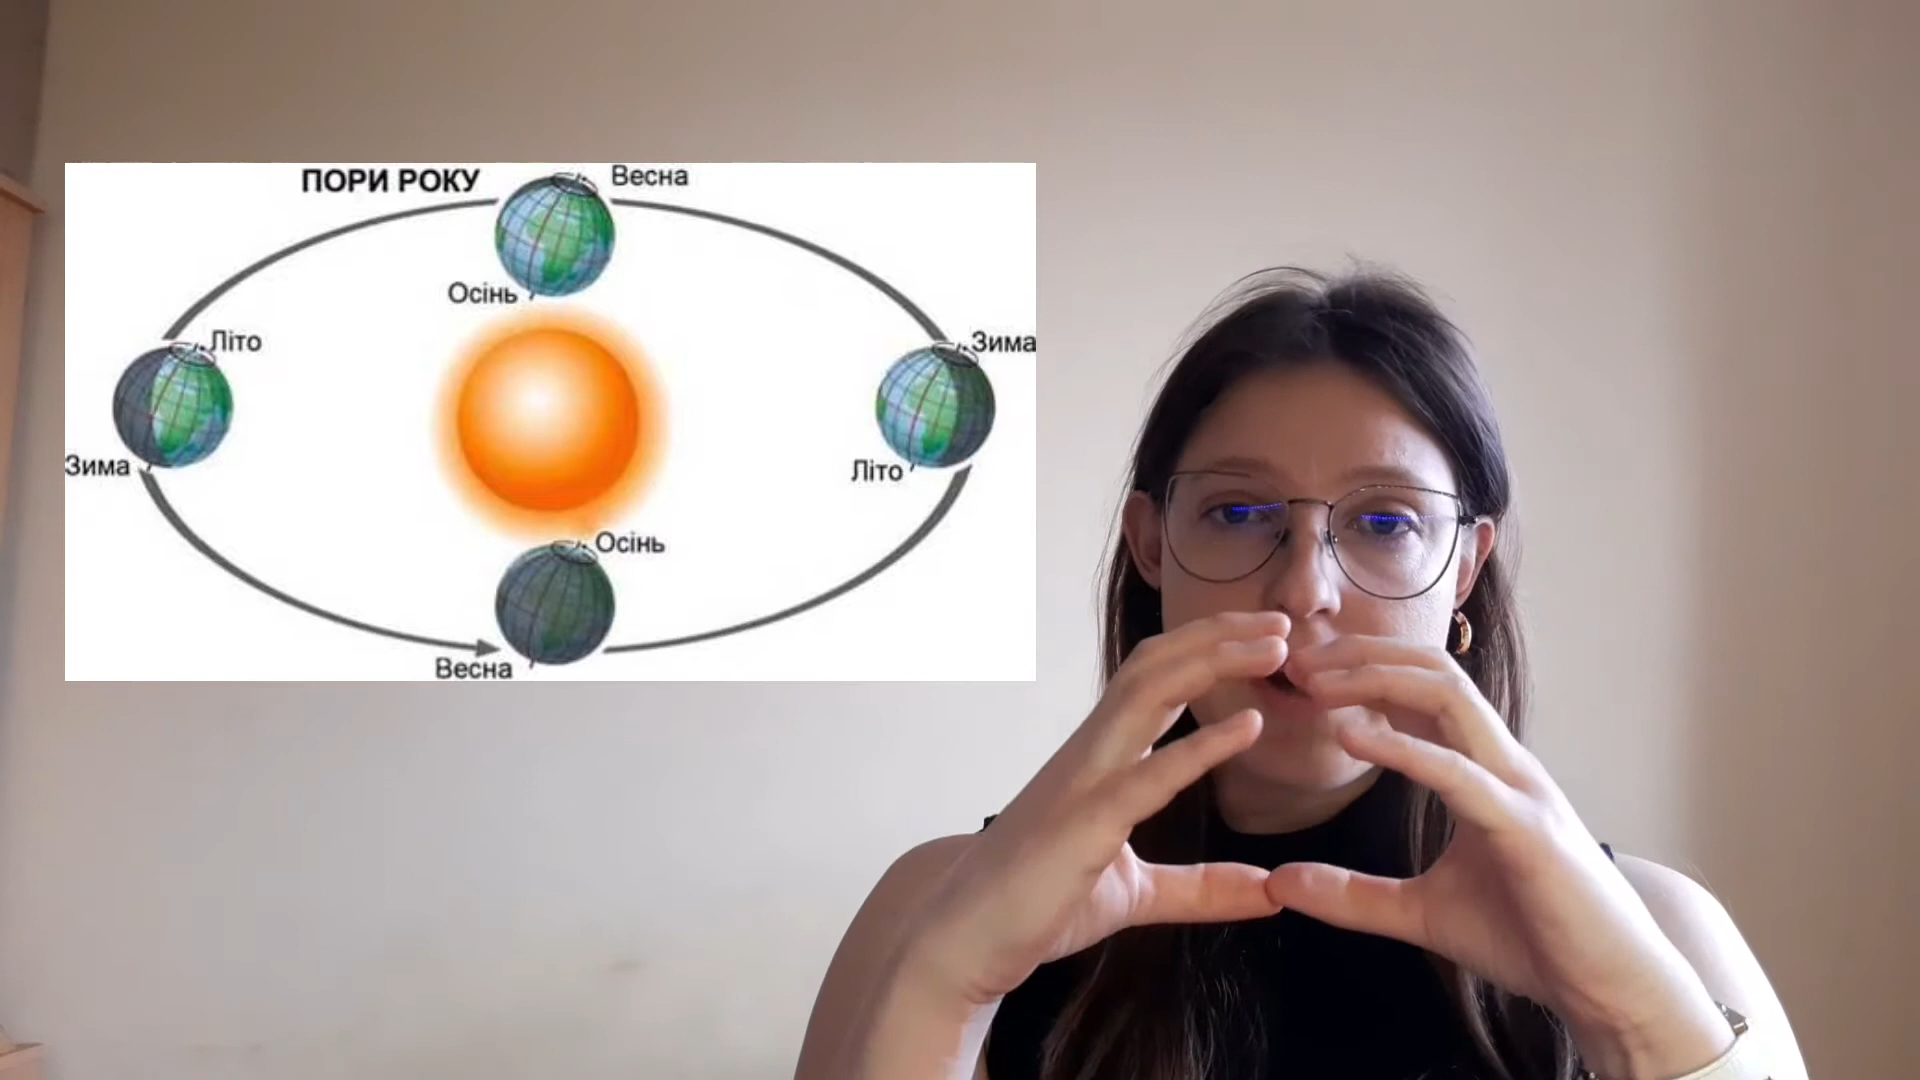 ПОРИ РОКУ
Весна
Осінь
Літо
Зима
Зима
Літо
Осінь
Весна